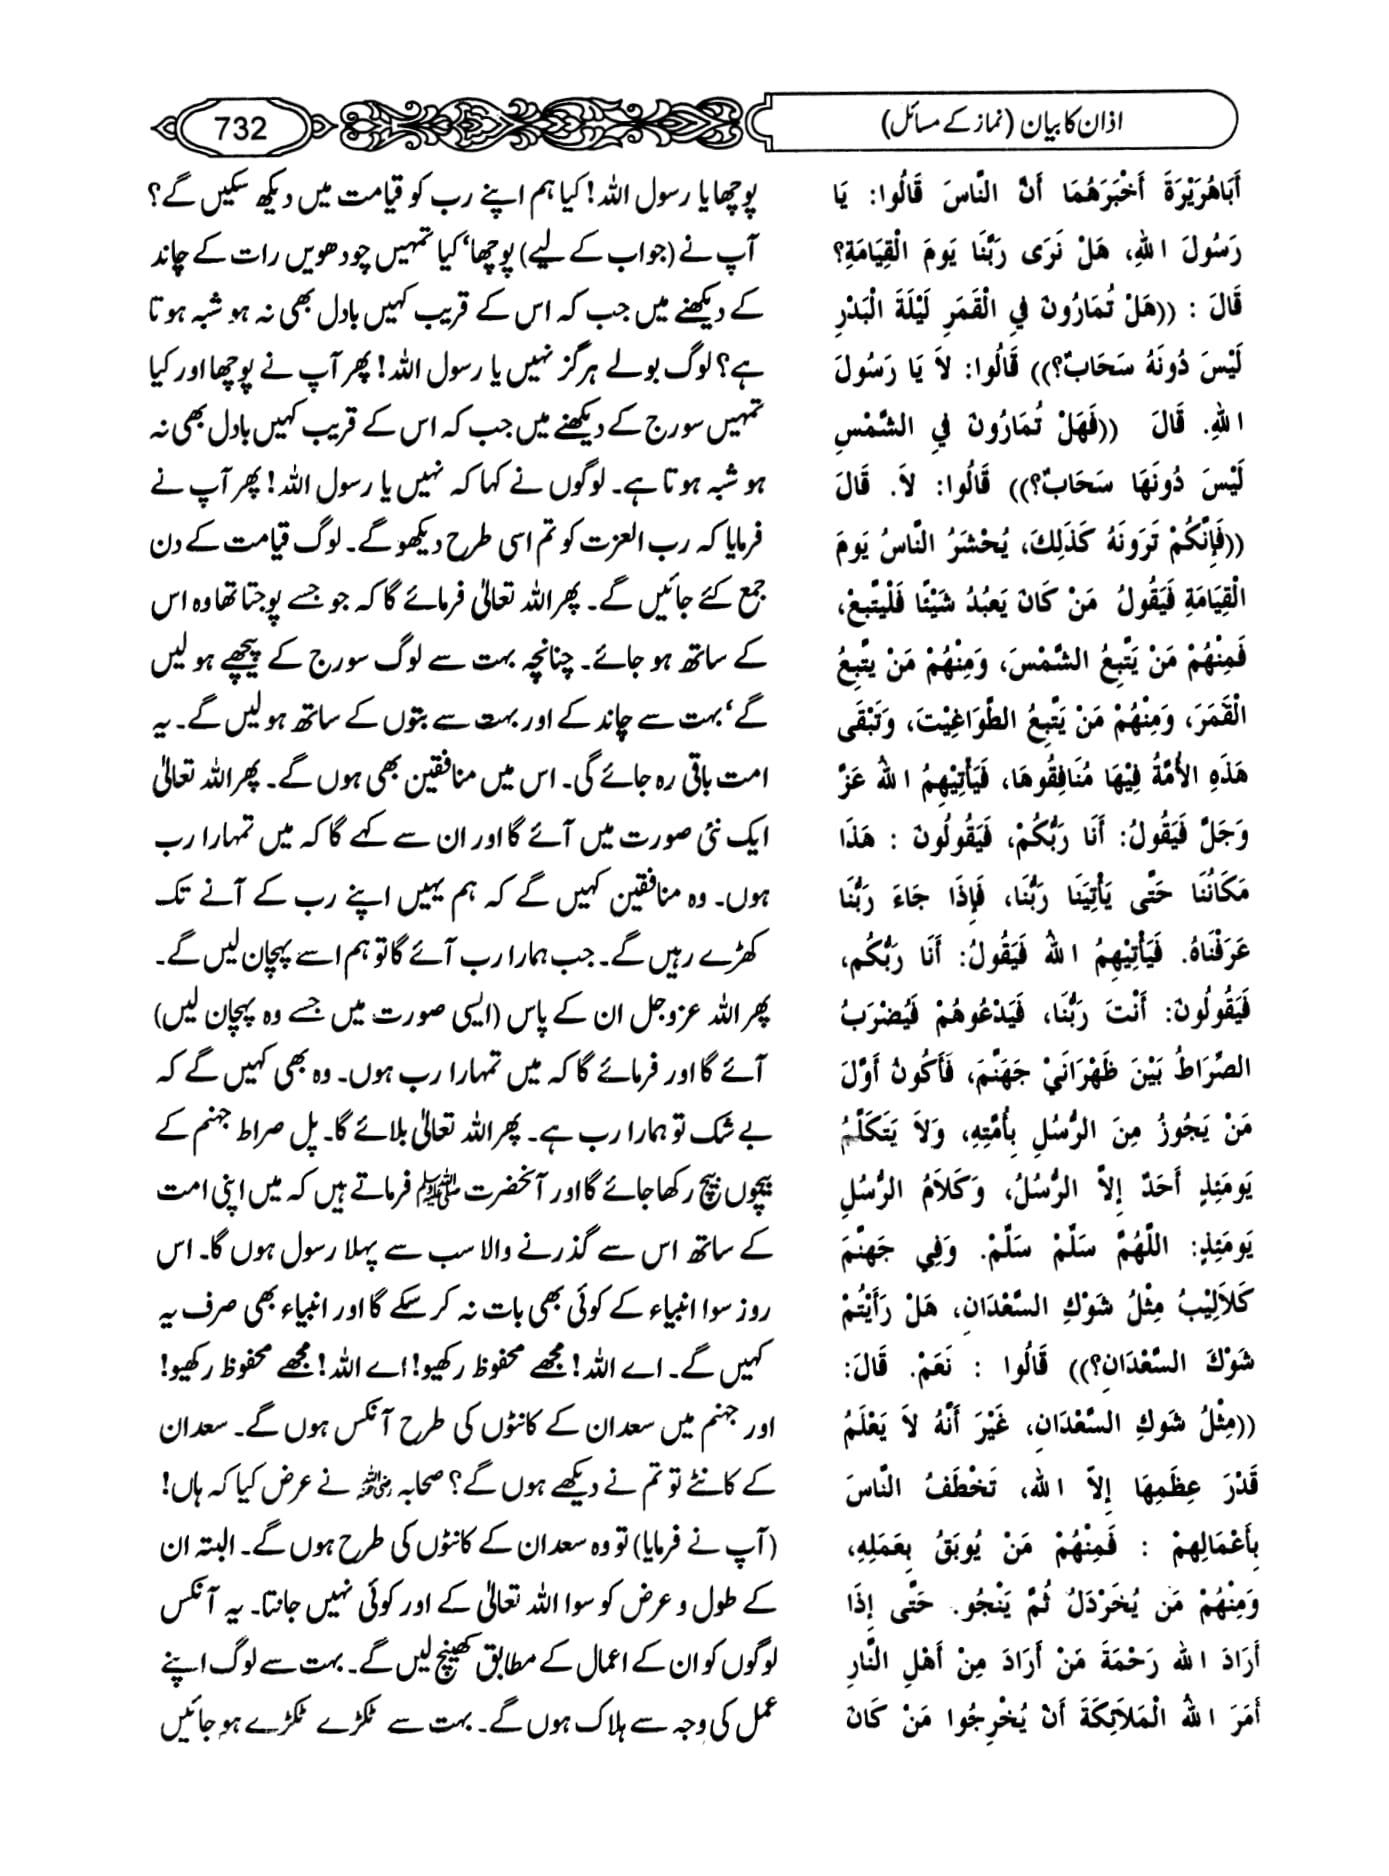 اذان کا بیان (نماز کے مسائل)
732
أَبَاهُرَيْرَةَ أَخْبَرَهُمَا أَنَّ النَّاسَ قَالُوا: يَا
رَسُولَ اللهِ، هَلْ نَرَى رَبَّنَا يَومَ الْقِيَامَةِ؟
قَالَ : ((هَلْ تُمَارُونَ فِي الْقَمَرِ لَيْلَةَ الْبَدْرِ
لَيْسَ دُونَهُ سَحَابٌ؟)) قَالُوا: لاَ يَا رَسُولَ
اللهِ. قَالَ ((فَهَلْ تُمَارُونَ فِي الشَّمْسِ
لَيْسَ دُونَهَا سَحَابٌ؟)) قَالُوا: لاَ. قَالَ
((فَإِنَّكُمْ تَرَونَهُ كَذَلِكَ، يُحْشَرُ النَّاسُ يَومَ
الْقِيَامَةِ فَيَقُولُ مَنْ كَانَ يَعبُدُ شَيْئًا فَلْيَتَّبِعْ،
فَمِنْهُمْ مَنْ يَتَّبِعُ الشَّمْسَ، وَمِنْهُمْ مَنْ يَتَّبِعُ
الْقَمَرَ، وَمِنْهُمْ مَنْ يَتَّبِعُ الطَّوَاغِيْتَ، وَتَبْقَى
هَذِهِ الأُمَّةُ فِيْهَا مُنَافِقُوهَا، فَيَأْتِيْهِمُ اللهُ عَزَّ
وَجَلَّ فَيَقُولُ: أَنَا رَبُّكُمْ، فَيَقُولُونَ : هَذَا
مَكَانُنَا حَتَّى يَأْتِيَنَا رَبُّنَا، فَإِذَا جَاءَ رَبُّنَا
عَرَفْنَاهُ. فَيَأْتِيْهِمُ اللهُ فَيَقُولُ: أَنَا رَبُّكُم،
فَيَقُولُونَ: أَنْتَ رَبُّنَا، فَيَدْعُوهُمْ فَيُضْرَبُ
الصِّرَاطُ بَيْنَ ظَهْرَانَيْ جَهَنَّمَ، فَأَكُونُ أَوَّلَ
مَنْ يَجُوزُ مِنَ الرُّسُلِ بِأُمَّتِهِ، وَلاَ يَتَكَلَّمُ
يَومَئِذٍ أَحَدٌ إِلاَّ الرُّسُلُ، وَكَلاَمُ الرُّسُلِ
يَومَئِذٍ: اللَّهُمَّ سَلِّمْ سَلِّمْ. وَفِي جَهَنَّمَ
كَلاَلِيْبُ مِثْلُ شَوْكِ السَّعْدَانِ، هَلْ رَأَيْتُمْ
شَوْكَ السَّعْدَانِ؟)) قَالُوا : نَعَمْ. قَالَ:
((مِثْلُ شَوكِ السَّعْدَانِ، غَيْرَ أَنَّهُ لاَ يَعْلَمُ
قَدْرَ عِظَمِهَا إِلاَّ اللهُ، تَخْطَفُ النَّاسَ
بِأَعْمَالِهِمْ : فَمِنْهُمْ مَنْ يُوبَقُ بِعَمَلِهِ،
وَمِنْهُمْ مَن يُخَرْدَلُ ثُمَّ يَنْجُو. حَتَّى إِذَا
أَرَادَ اللهُ رَحْمَةَ مَنْ أَرَادَ مِنْ أَهْلِ النَّارِ
أَمَرَ اللهُ الْمَلاَئِكَةَ أَنْ يُخْرِجُوا مَنْ كَانَ
پوچھا یا رسول اللہ! کیا ہم اپنے رب کو قیامت میں دیکھ سکیں گے؟
آپ نے (جواب کے لیے) پوچھا‘ کیا تمہیں چودھویں رات کے چاند
کے دیکھنے میں جب کہ اس کے قریب کہیں بادل بھی نہ ہو شبہ ہوتا
ہے؟ لوگ بولے ہرگز نہیں یا رسول اللہ! پھر آپ نے پوچھا اور کیا
تمہیں سورج کے دیکھنے میں جب کہ اس کے قریب کہیں بادل بھی نہ
ہو شبہ ہوتا ہے۔ لوگوں نے کہا کہ نہیں یا رسول اللہ! پھر آپ نے
فرمایا کہ رب العزت کو تم اسی طرح دیکھو گے۔ لوگ قیامت کے دن
جمع کئے جائیں گے۔ پھر اللہ تعالیٰ فرمائے گا کہ جو جسے پوجتا تھا وہ اس
کے ساتھ ہو جائے۔ چنانچہ بہت سے لوگ سورج کے پیچھے ہو لیں
گے‘ بہت سے چاند کے اور بہت سے بتوں کے ساتھ ہو لیں گے۔ یہ
امت باقی رہ جائے گی۔ اس میں منافقین بھی ہوں گے۔ پھر اللہ تعالیٰ
ایک نئی صورت میں آئے گا اور ان سے کہے گا کہ میں تمہارا رب
ہوں۔ وہ منافقین کہیں گے کہ ہم یہیں اپنے رب کے آنے تک
کھڑے رہیں گے۔ جب ہمارا رب آئے گا تو ہم اسے پہچان لیں گے۔
پھر اللہ عزوجل ان کے پاس (ایسی صورت میں جسے وہ پہچان لیں)
آئے گا اور فرمائے گا کہ میں تمہارا رب ہوں۔ وہ بھی کہیں گے کہ
بے شک تو ہمارا رب ہے۔ پھر اللہ تعالیٰ بلائے گا۔ پل صراط جہنم کے
بیچوں بیچ رکھا جائے گا اور آنحضرت ﷺ فرماتے ہیں کہ میں اپنی امت
کے ساتھ اس سے گذرنے والا سب سے پہلا رسول ہوں گا۔ اس
روز سوا انبیاء کے کوئی بھی بات نہ کر سکے گا اور انبیاء بھی صرف یہ
کہیں گے۔ اے اللہ! مجھے محفوظ رکھیو! اے اللہ! مجھے محفوظ رکھیو!
اور جہنم میں سعدان کے کانٹوں کی طرح آنکس ہوں گے۔ سعدان
کے کانٹے تو تم نے دیکھے ہوں گے؟ صحابہ رضی اللہ عنہم نے عرض کیا کہ ہاں!
(آپ نے فرمایا) تو وہ سعدان کے کانٹوں کی طرح ہوں گے۔ البتہ ان
کے طول و عرض کو سوا اللہ تعالیٰ کے اور کوئی نہیں جانتا۔ یہ آنکس
لوگوں کو ان کے اعمال کے مطابق کھینچ لیں گے۔ بہت سے لوگ اپنے
عمل کی وجہ سے ہلاک ہوں گے۔ بہت سے ٹکڑے ٹکڑے ہو جائیں